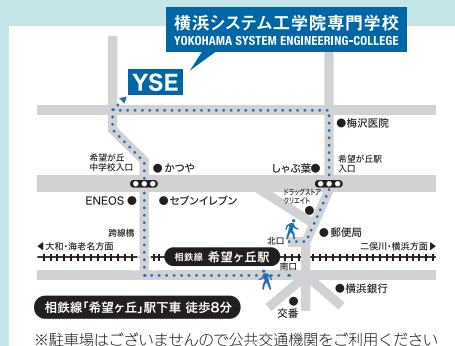 横浜システム工学院専門学校
YOKOHAMA SYSTEM ENGINEERING-COLLEGE
YSE
梅沢医院
希望が丘
中学校入口
かつや
しゃぶ葉
希望が丘駅
入口
ENEOS
セブンイレブン
ドラッグストア
クリエイト
跨線橋
北口
郵便局
大和・海老名方面
相鉄線 希望ヶ丘駅
二俣川・横浜方面
南口
横浜銀行
交番
相鉄線「希望ヶ丘」駅下車 徒歩8分
※駐車場はございませんので公共交通機関をご利用ください